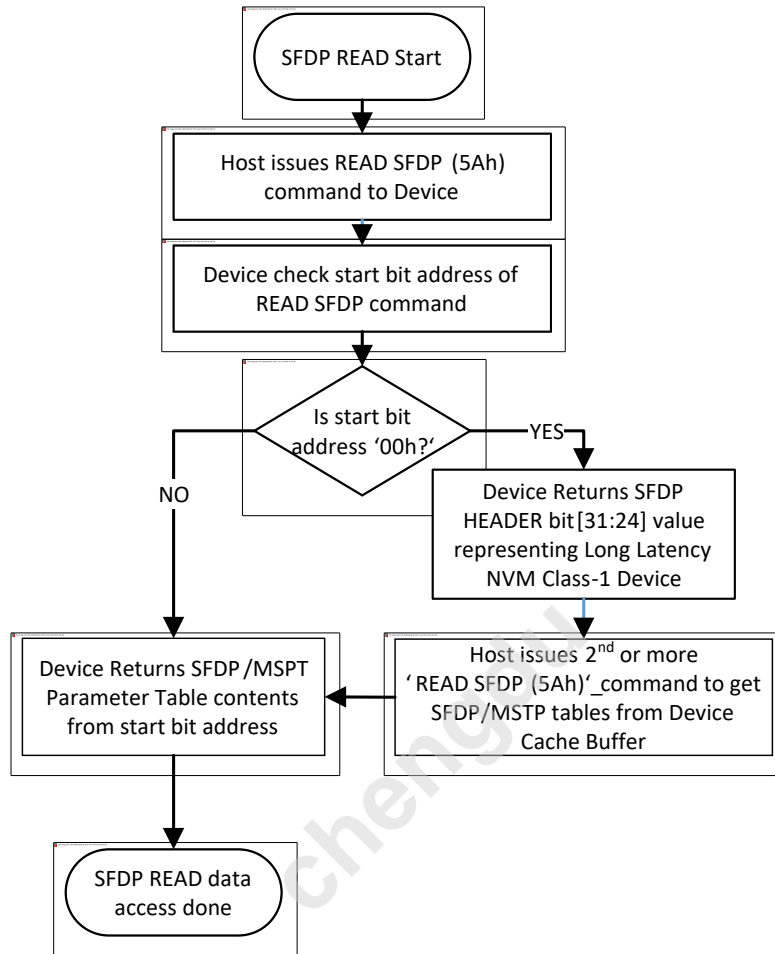 SFDP READ Start
Host issues READ SFDP (5Ah)
command to Device
Device check start bit address of
READ SFDP command
Is start bit
address ‘00h?‘
YES
NO
Device Returns SFDP
HEADER bit[31:24] value
representing Long Latency
NVM Class-1 Device
Device Returns SFDP/MSPT
Parameter Table contents
from start bit address
Host issues 2nd or more
‘READ SFDP (5Ah)‘_command to get
SFDP/MSTP tables from Device
Cache Buffer
SFDP READ data
access done
chengdu